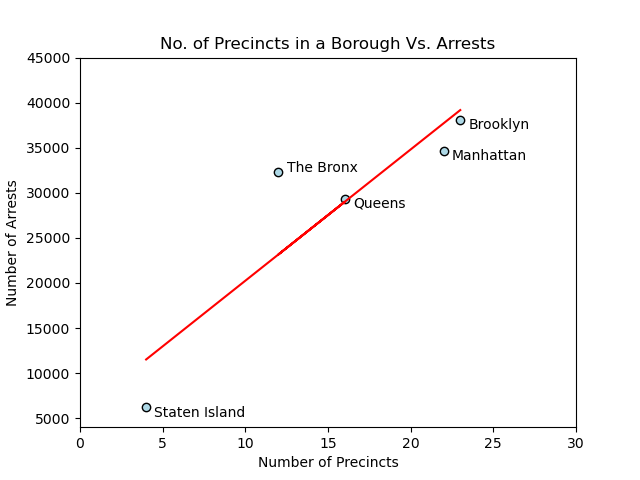 No. of Precincts in a Borough Vs. Arrests
45000
40000
35000
30000
25000
20000
15000
10000
5000
Number of Arrests
Brooklyn
Manhattan
The Bronx
Queens
Staten Island
0 5 10 15 20 25 30
Number of Precincts